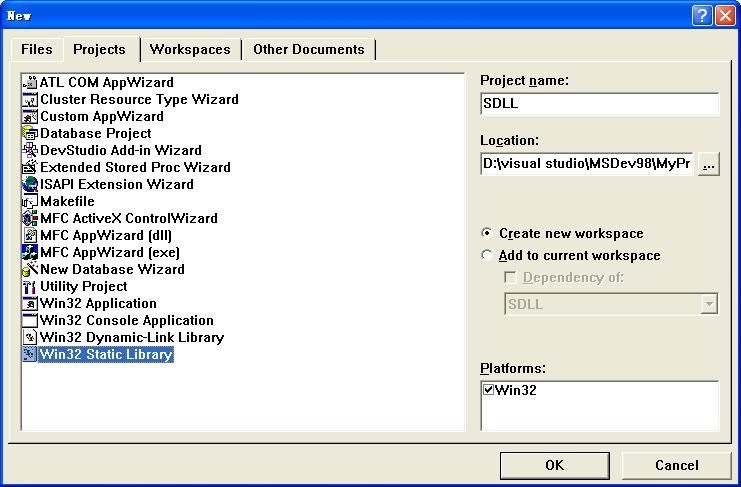 New
Files Projects Workspaces Other Documents
ATL COM AppWizard
Cluster Resource Type Wizard
Custom AppWizard
Database Project
DevStudio Add-in Wizard
Extended Stored Proc Wizard
ISAPI Extension Wizard
Makefile
MFC ActiveX ControlWizard
MFC AppWizard (dll)
MFC AppWizard (exe)
New Database Wizard
Utility Project
Win32 Application
Win32 Console Application
Win32 Dynamic-Link Library
Win32 Static Library
Project name:
SDLL
Location:
D:\visual studio\MSDev98\MyPr
...
Create new workspace
Add to current workspace
Dependency of:
SDLL
Platforms:
Win32
OK Cancel